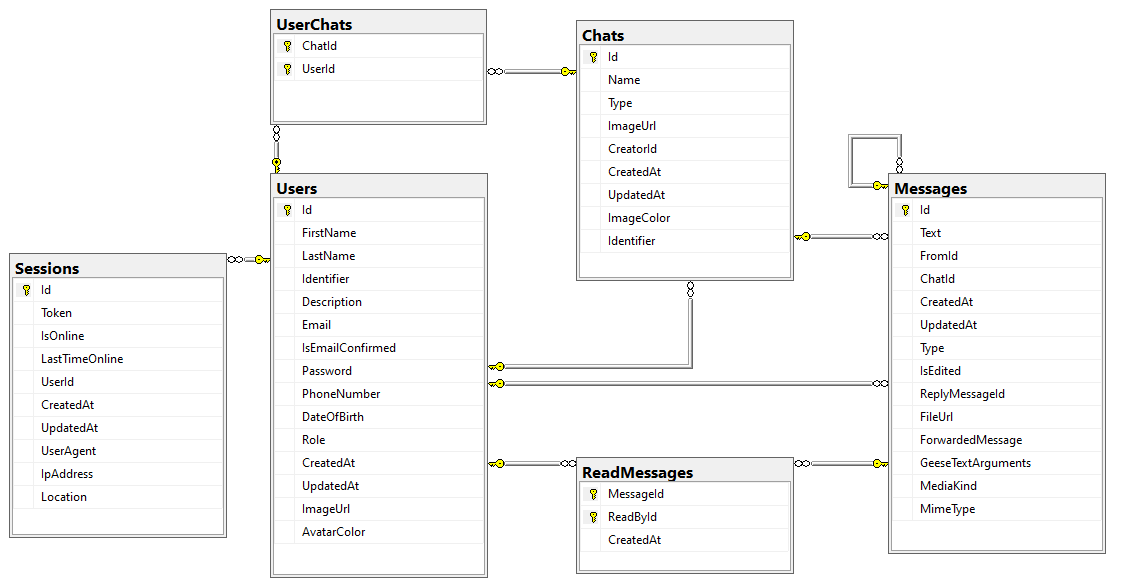 UserChats
ChatId
UserId
Chats
Id
Name
Type
ImageUrl
CreatorId
CreatedAt
UpdatedAt
ImageColor
Identifier
Users
Id
FirstName
LastName
Identifier
Description
Email
IsEmailConfirmed
Password
PhoneNumber
DateOfBirth
Role
CreatedAt
UpdatedAt
ImageUrl
AvatarColor
Messages
Id
Text
FromId
ChatId
CreatedAt
UpdatedAt
Type
IsEdited
ReplyMessageId
FileUrl
ForwardedMessage
GeeseTextArguments
MediaKind
MimeType
Sessions
Id
Token
IsOnline
LastTimeOnline
UserId
CreatedAt
UpdatedAt
UserAgent
IpAddress
Location
ReadMessages
MessageId
ReadById
CreatedAt